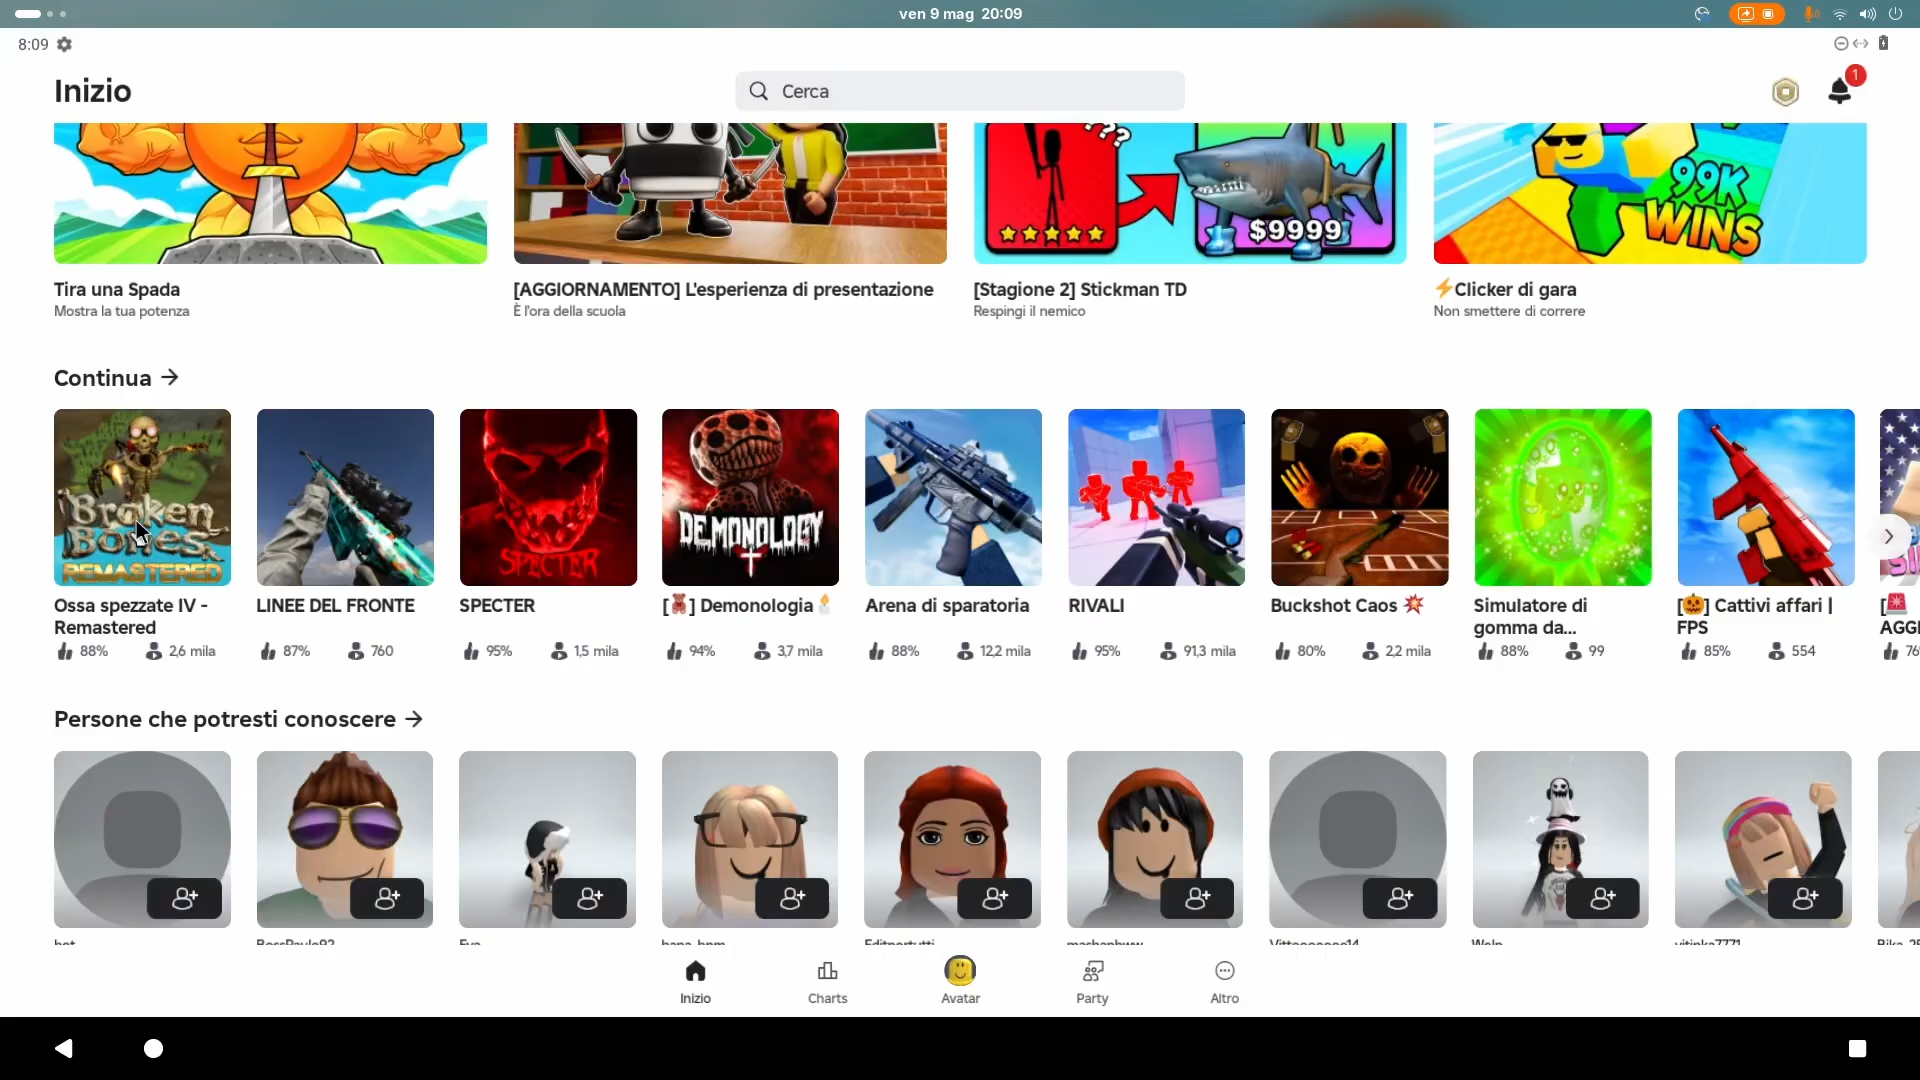 ven 9 mag 20:09
8:09
Inizio
Cerca
1
???
$9999
99K
WINS
Tira una Spada
Mostra la tua potenza
[AGGIORNAMENTO] L'esperienza di presentazione
È l'ora della scuola
[Stagione 2] Stickman TD
Respingi il nemico
⚡Clicker di gara
Non smettere di correre
Continua →
Broken
Bones
REMASTERED
SPECTER
DEMONOLOGY
Ossa spezzate IV -
Remastered
88% 2,6 mila
LINEE DEL FRONTE
87% 760
SPECTER
95% 1,5 mila
[🧸] Demonologia🕯️
94% 3,7 mila
Arena di sparatoria
88% 12,2 mila
RIVALI
95% 91,3 mila
Buckshot Caos 💥
80% 2,2 mila
Simulatore di
gomma da...
88% 99
[🎃] Cattivi affari |
FPS
85% 554
[🚨
Persone che potresti conoscere →
Inizio
Charts
Avatar
Party
Altro